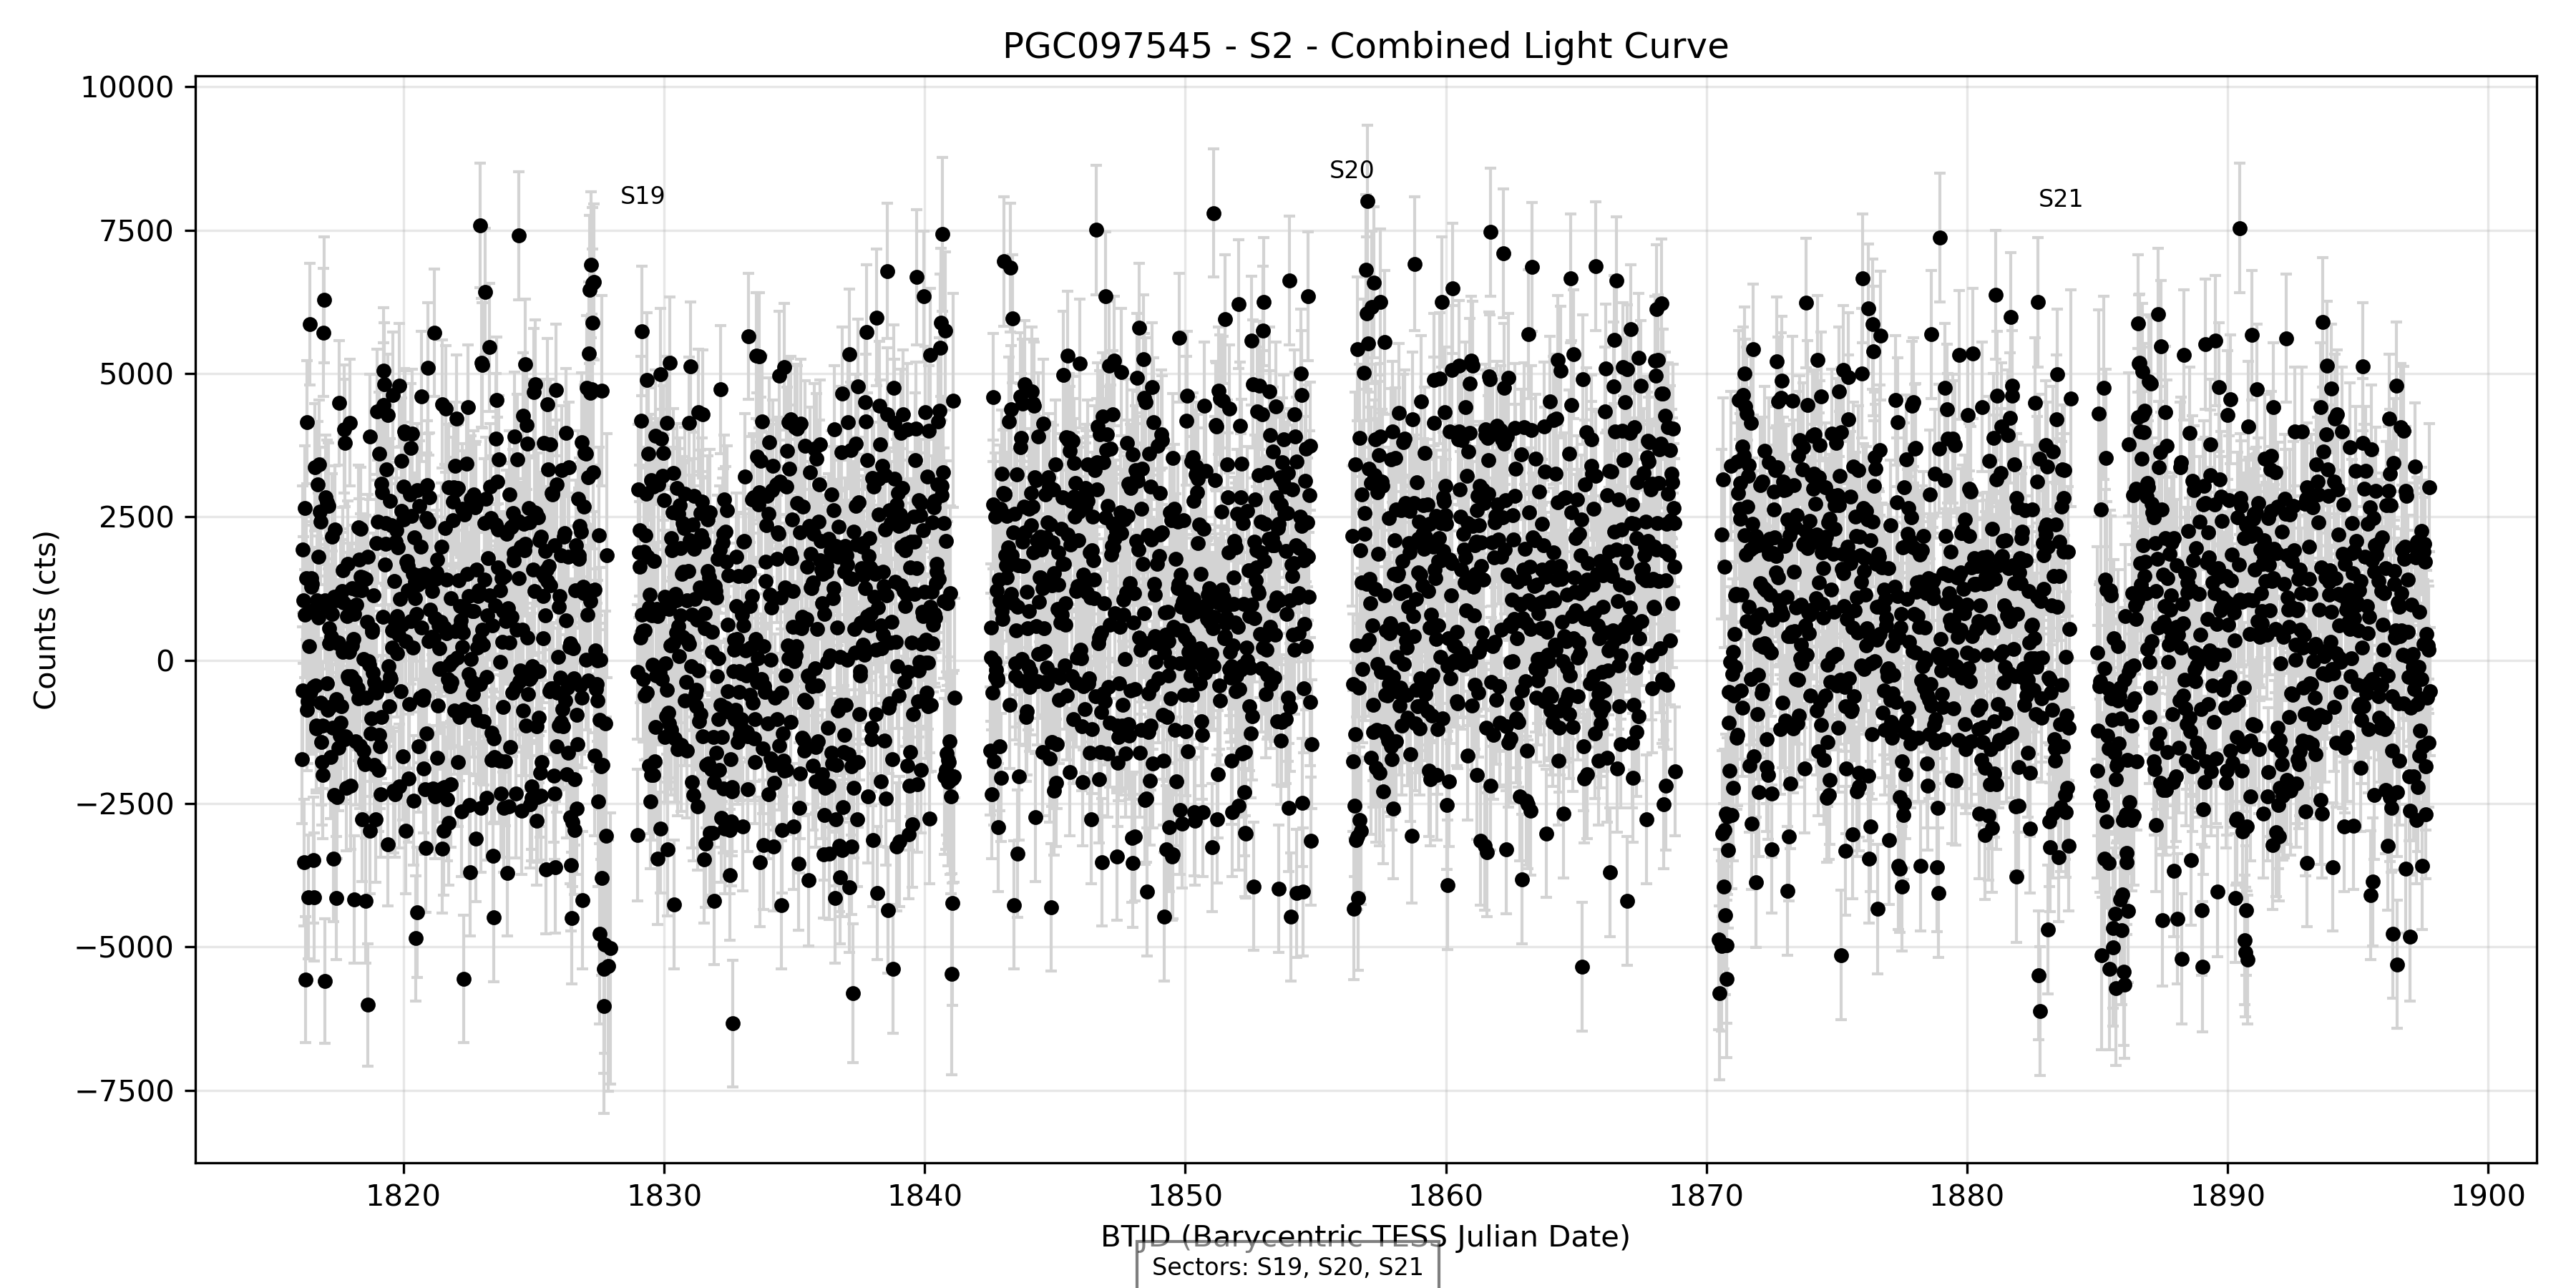 PGC097545 - S2 - Combined Light Curve
10000
7500
5000
2500
0
−2500
−5000
−7500
Counts (cts)
S19
S20
S21
1820
1830
1840
1850
1860
1870
1880
1890
1900
BTJD (Barycentric TESS Julian Date)
Sectors: S19, S20, S21